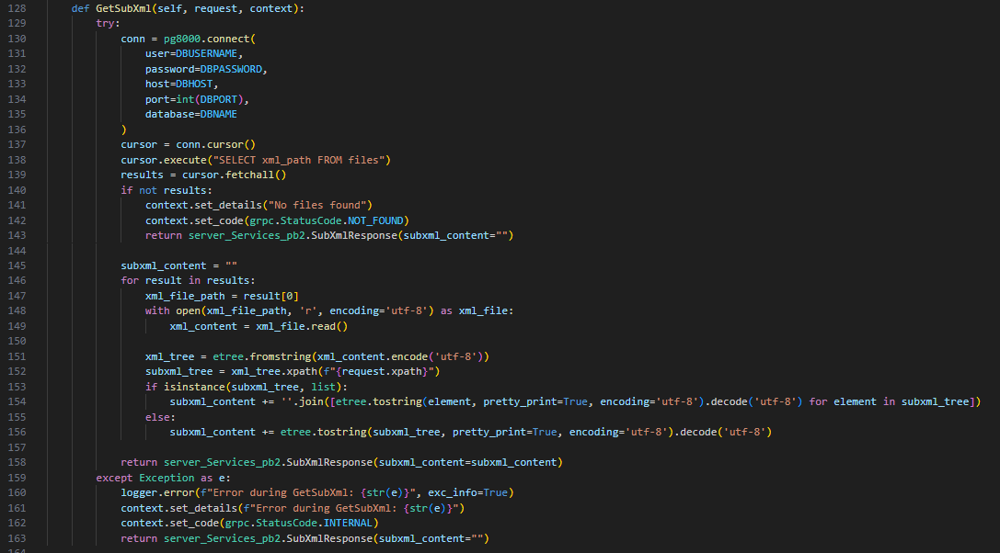 128 def GetSubXml(self, request, context):
129 try:
130 conn = pg8000.connect(
131 user=DBUSERNAME,
132 password=DBPASSWORD,
133 host=DBHOST,
134 port=int(DBPORT),
135 database=DBNAME
136 )
137 cursor = conn.cursor()
138 cursor.execute("SELECT xml_path FROM files")
139 results = cursor.fetchall()
140 if not results:
141 context.set_details("No files found")
142 context.set_code(grpc.StatusCode.NOT_FOUND)
143 return server_Services_pb2.SubXmlResponse(subxml_content="")
144
145 subxml_content = ""
146 for result in results:
147 xml_file_path = result[0]
148 with open(xml_file_path, 'r', encoding='utf-8') as xml_file:
149 xml_content = xml_file.read()
150
151 xml_tree = etree.fromstring(xml_content.encode('utf-8'))
152 subxml_tree = xml_tree.xpath(f"{request.xpath}")
153 if isinstance(subxml_tree, list):
154 subxml_content += ''.join([etree.tostring(element, pretty_print=True, encoding='utf-8').decode('utf-8') for element in subxml_tree])
155 else:
156 subxml_content += etree.tostring(subxml_tree, pretty_print=True, encoding='utf-8').decode('utf-8')
157
158 return server_Services_pb2.SubXmlResponse(subxml_content=subxml_content)
159 except Exception as e:
160 logger.error(f"Error during GetSubXml: {str(e)}", exc_info=True)
161 context.set_details(f"Error during GetSubXml: {str(e)}")
162 context.set_code(grpc.StatusCode.INTERNAL)
163 return server_Services_pb2.SubXmlResponse(subxml_content="")
164